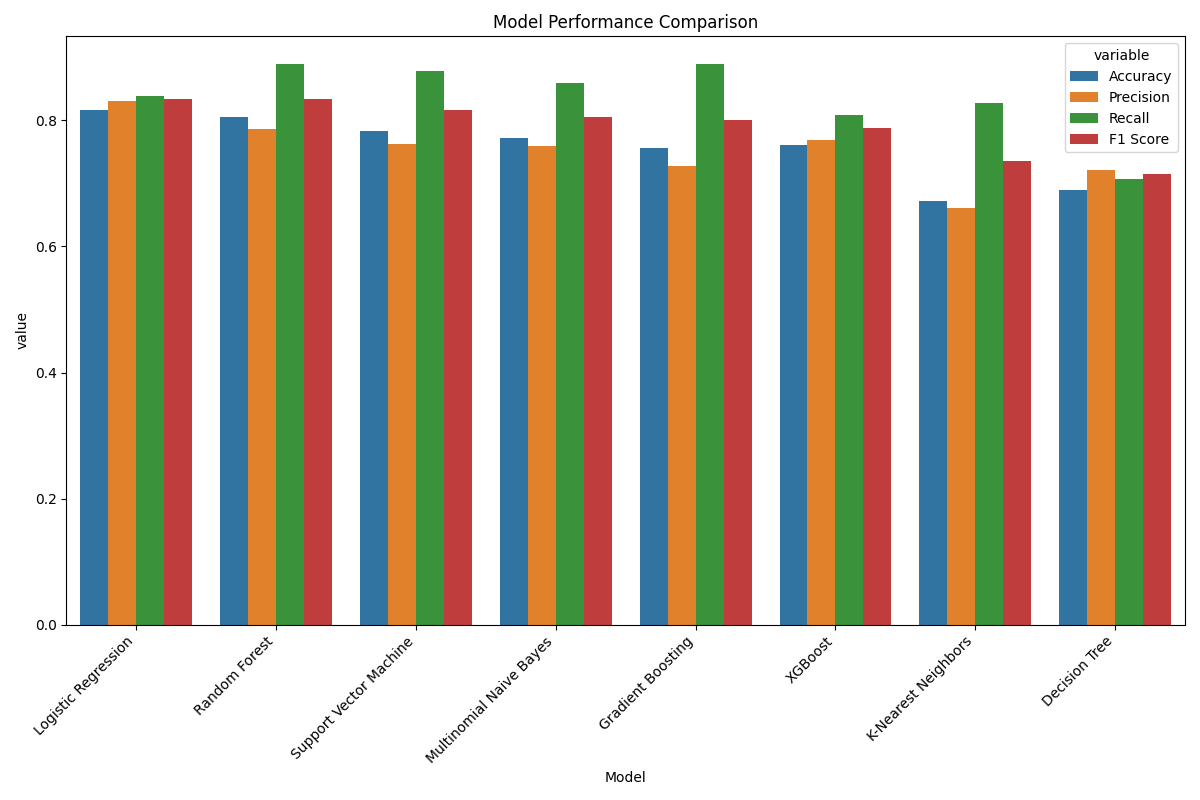 Model Performance Comparison
variable
Accuracy
Precision
Recall
F1 Score
value
0.8
0.6
0.4
0.2
0.0
Logistic Regression
Random Forest
Support Vector Machine
Multinomial Naive Bayes
Gradient Boosting
XGBoost
K-Nearest Neighbors
Decision Tree
Model